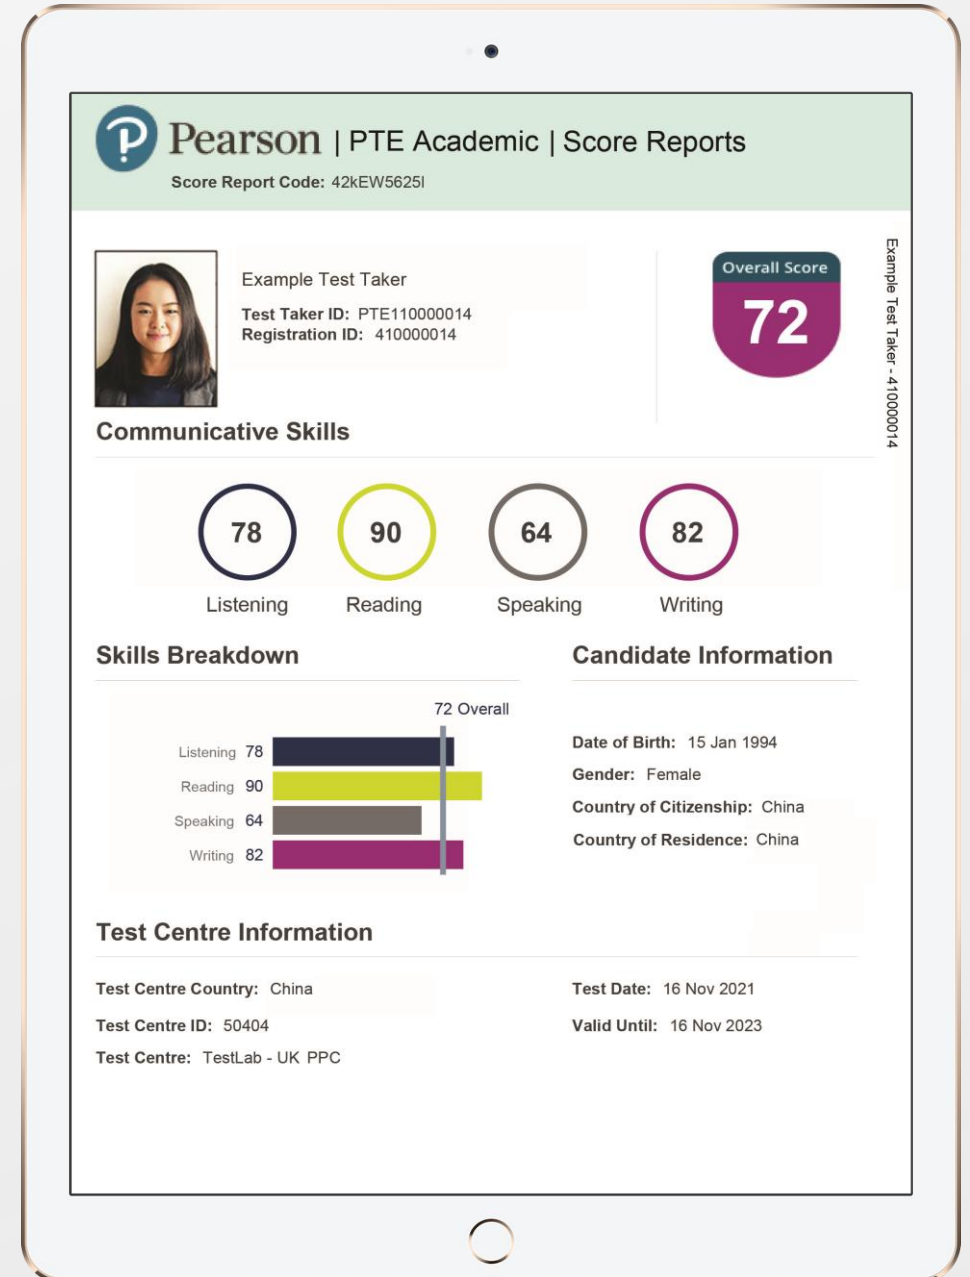 Pearson | PTE Academic | Score Reports
Score Report Code: 42kEW5625I
Example Test Taker
Test Taker ID: PTE110000014
Registration ID: 410000014
Overall Score
72
Example Test Taker - 410000014
Communicative Skills
78 90 64 82
Listening Reading Speaking Writing
Skills Breakdown
72 Overall
Listening 78
Reading 90
Speaking 64
Writing 82
Candidate Information
Date of Birth: 15 Jan 1994
Gender: Female
Country of Citizenship: China
Country of Residence: China
Test Centre Information
Test Centre Country: China
Test Centre ID: 50404
Test Centre: TestLab - UK PPC
Test Date: 16 Nov 2021
Valid Until: 16 Nov 2023